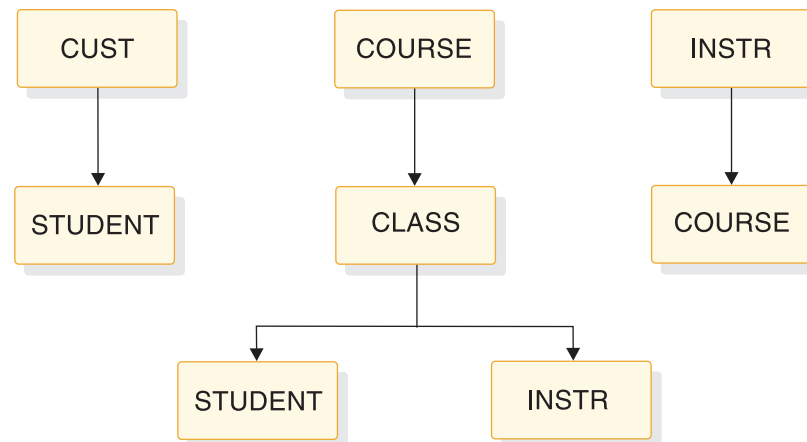 CUST
COURSE
INSTR
STUDENT
CLASS
COURSE
STUDENT
INSTR